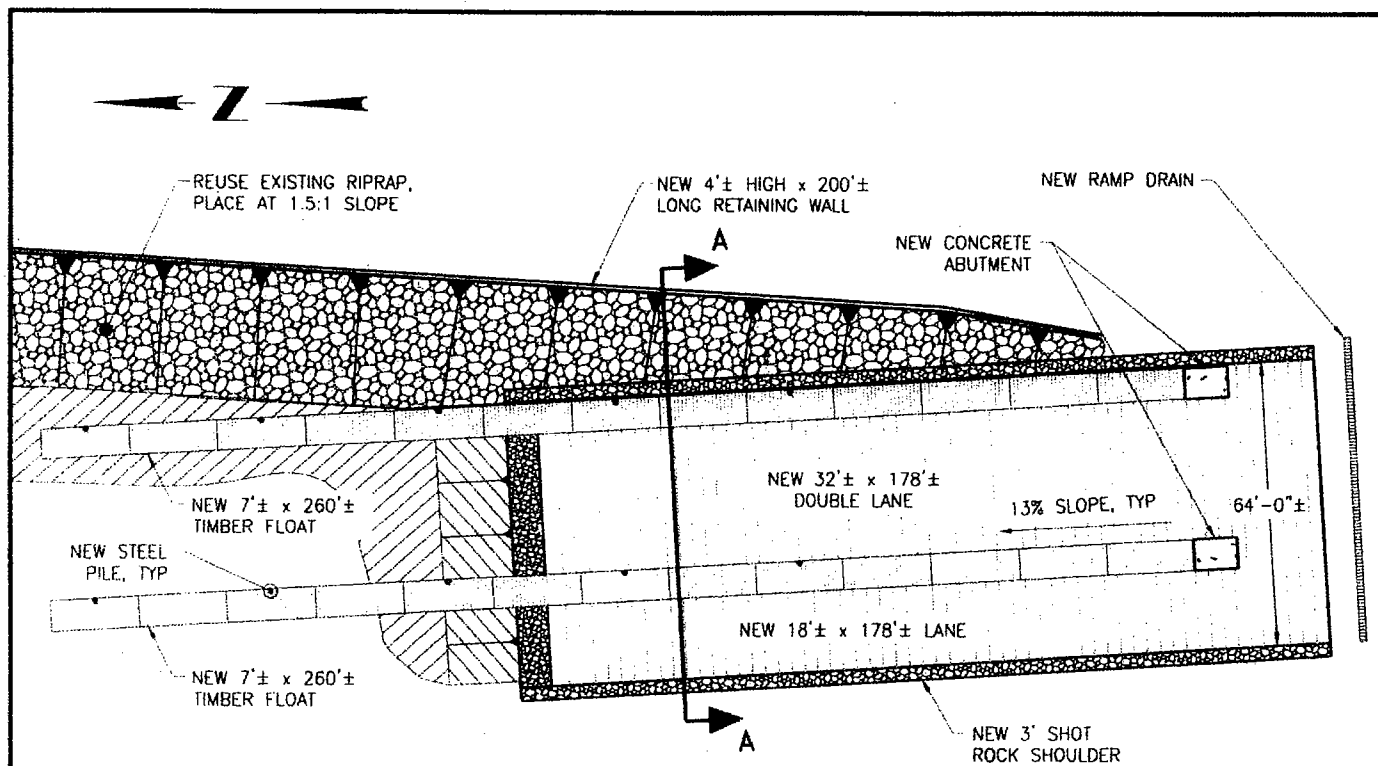 N
REUSE EXISTING RIPRAP,
PLACE AT 1.5:1 SLOPE
NEW 4'± HIGH x 200'±
LONG RETAINING WALL
NEW RAMP DRAIN
A
NEW CONCRETE
ABUTMENT
NEW 32'± x 178'±
DOUBLE LANE
13% SLOPE, TYP
64'-0"±
NEW 7'± x 260'±
TIMBER FLOAT
NEW STEEL
PILE, TYP
NEW 18'± x 178'± LANE
NEW 7'± x 260'±
TIMBER FLOAT
A
NEW 3' SHOT
ROCK SHOULDER